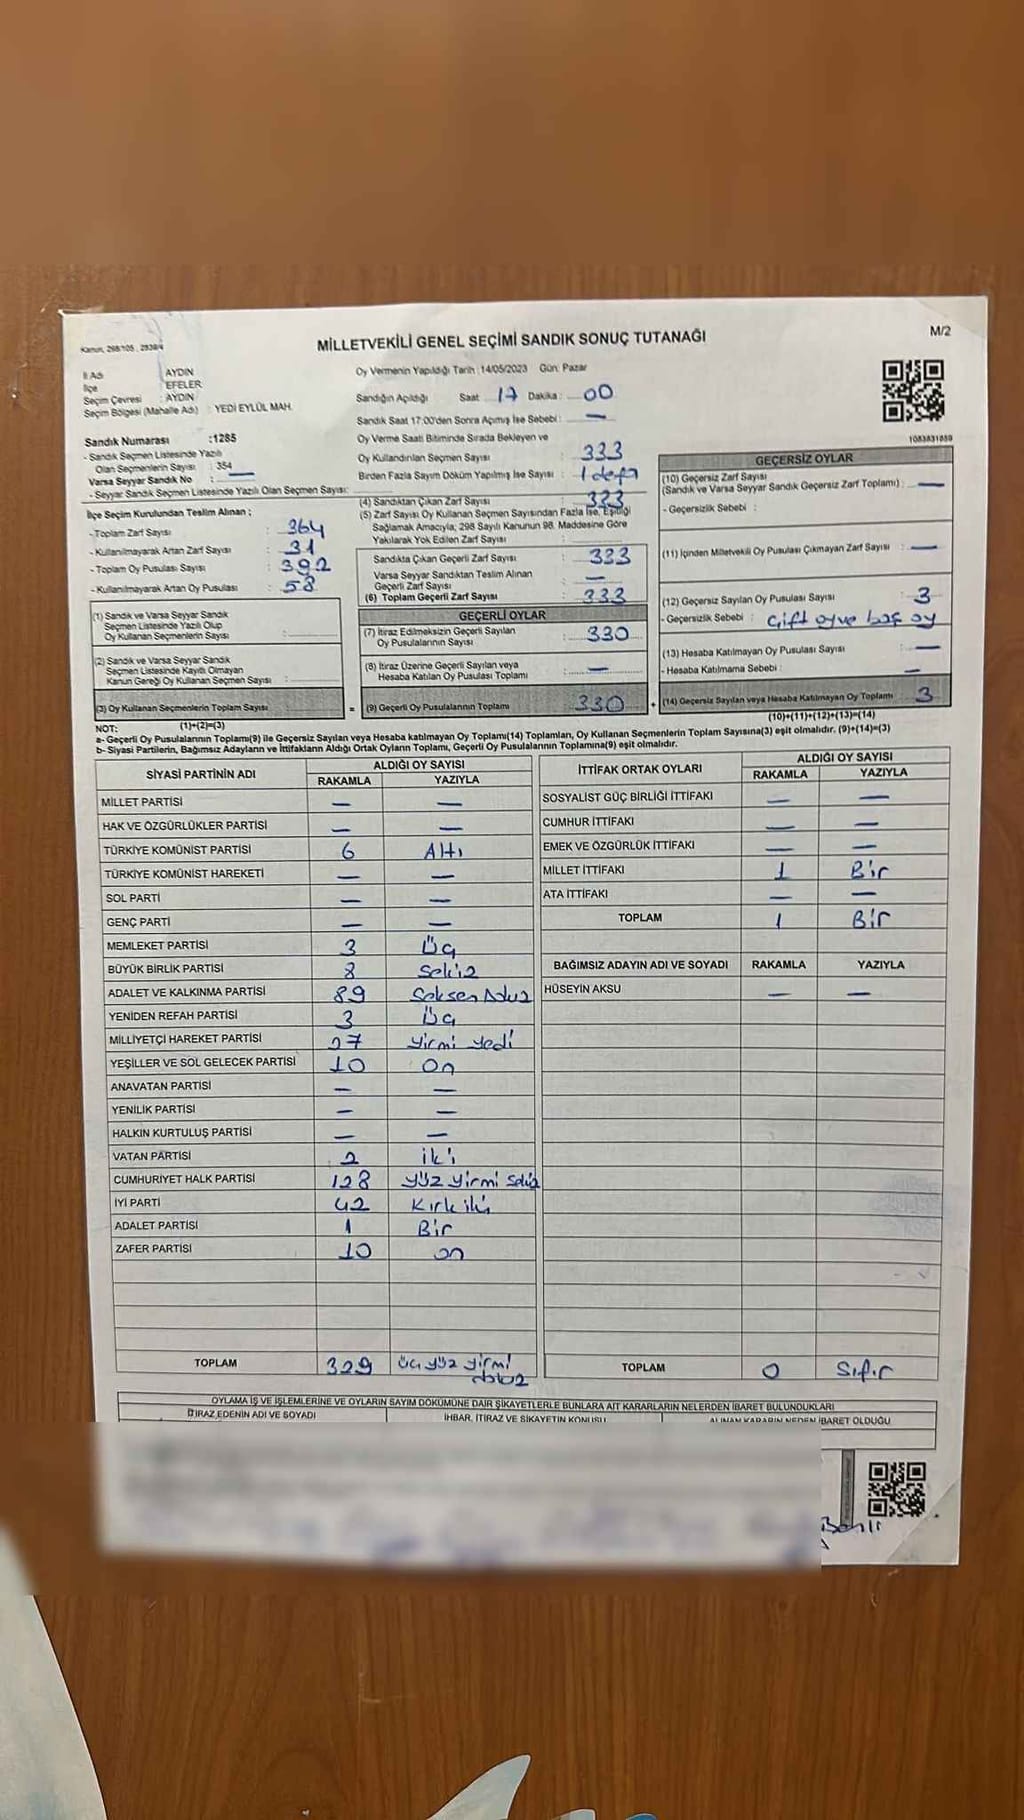 Kanun, 298/105 , 2839/4
MİLLETVEKİLİ GENEL SEÇİMİ SANDIK SONUÇ TUTANAĞI
M/2
İl Adı : AYDIN
İlçe : EFELER
Seçim Çevresi : AYDIN
Seçim Bölgesi (Mahalle Adı) : YEDİ EYLÜL MAH.
Sandık Numarası :1285
- Sandık Seçmen Listesinde Yazılı
Olan Seçmenlerin Sayısı : 354
Varsa Seyyar Sandık No : —
- Seyyar Sandık Seçmen Listesinde Yazılı Olan Seçmen Sayısı:
Oy Vermenin Yapıldığı Tarih :14/05/2023 Gün: Pazar
Sandığın Açıldığı Saat 17 Dakika : 00
Sandık Saat 17:00'den Sonra Açılmış İse Sebebi : —
Oy Verme Saati Bitiminde Sırada Bekleyen ve
Oy Kullandırılan Seçmen Sayısı : 333
Birden Fazla Sayım Döküm Yapılmış İse Sayısı : 1 defa
1083831859
İlçe Seçim Kurulundan Teslim Alınan ;
- Toplam Zarf Sayısı : 364
- Kullanılmayarak Artan Zarf Sayısı : 31
- Toplam Oy Pusulası Sayısı : 392
- Kullanılmayarak Artan Oy Pusulası : 58
(1) Sandık ve Varsa Seyyar Sandık
Seçmen Listesinde Yazılı Olup
Oy Kullanan Seçmenlerin Sayısı :
(2) Sandık ve Varsa Seyyar Sandık
Seçmen Listesinde Kayıtlı Olmayan
Kanun Gereği Oy Kullanan Seçmen Sayısı :
(3) Oy Kullanan Seçmenlerin Toplam Sayısı
(1)+(2)=(3)
(4) Sandıktan Çıkan Zarf Sayısı : 333
(5) Zarf Sayısı Oy Kullanan Seçmen Sayısından Fazla İse, Eşitliği
Sağlamak Amacıyla; 298 Sayılı Kanunun 98. Maddesine Göre
Yakılarak Yok Edilen Zarf Sayısı :
Sandıkta Çıkan Geçerli Zarf Sayısı : 333
Varsa Seyyar Sandıktan Teslim Alınan
Geçerli Zarf Sayısı : —
(6) Toplam Geçerli Zarf Sayısı : 333
GEÇERLİ OYLAR
(7) İtiraz Edilmeksizin Geçerli Sayılan
Oy Pusulalarının Sayısı : 330
(8) İtiraz Üzerine Geçerli Sayılan veya
Hesaba Katılan Oy Pusulası Toplamı : —
= (9) Geçerli Oy Pusulalarının Toplamı 330 +
GEÇERSİZ OYLAR
(10) Geçersiz Zarf Sayısı
(Sandık ve Varsa Seyyar Sandık Geçersiz Zarf Toplamı) : —
- Geçersizlik Sebebi :
(11) İçinden Milletvekili Oy Pusulası Çıkmayan Zarf Sayısı : —
(12) Geçersiz Sayılan Oy Pusulası Sayısı : 3
- Geçersizlik Sebebi : Çift oy ve boş oy
(13) Hesaba Katılmayan Oy Pusulası Sayısı : —
- Hesaba Katılmama Sebebi : —
(14) Geçersiz Sayılan veya Hesaba Katılmayan Oy Toplamı 3
(10)+(11)+(12)+(13)=(14)
NOT:
a- Geçerli Oy Pusulalarının Toplamı(9) ile Geçersiz Sayılan veya Hesaba Katılmayan Oy Toplamı(14) Toplamları, Oy Kullanan Seçmenlerin Toplam Sayısına(3) eşit olmalıdır. (9)+(14)=(3)
b- Siyasi Partilerin, Bağımsız Adayların ve İttifakların Aldığı Ortak Oyların Toplamı, Geçerli Oy Pusulalarının Toplamına(9) eşit olmalıdır.
SİYASİ PARTİNİN ADI ALDIĞI OY SAYISI
RAKAMLA YAZIYLA
MİLLET PARTİSİ — —
HAK VE ÖZGÜRLÜKLER PARTİSİ — —
TÜRKİYE KOMÜNİST PARTİSİ 6 Altı
TÜRKİYE KOMÜNİST HAREKETİ — —
SOL PARTİ — —
GENÇ PARTİ — —
MEMLEKET PARTİSİ 3 Üç
BÜYÜK BİRLİK PARTİSİ 8 Sekiz
ADALET VE KALKINMA PARTİSİ 89 Seksen dokuz
YENİDEN REFAH PARTİSİ 3 Üç
MİLLİYETÇİ HAREKET PARTİSİ 27 Yirmi yedi
YEŞİLLER VE SOL GELECEK PARTİSİ 10 On
ANAVATAN PARTİSİ — —
YENİLİK PARTİSİ — —
HALKIN KURTULUŞ PARTİSİ — —
VATAN PARTİSİ 2 İki
CUMHURİYET HALK PARTİSİ 128 yüz yirmi sekiz
İYİ PARTİ 42 Kırk iki
ADALET PARTİSİ 1 Bir
ZAFER PARTİSİ 10 on
TOPLAM 329 üç yüz yirmi
dokuz
İTTİFAK ORTAK OYLARI ALDIĞI OY SAYISI
RAKAMLA YAZIYLA
SOSYALİST GÜÇ BİRLİĞİ İTTİFAKI — —
CUMHUR İTTİFAKI — —
EMEK VE ÖZGÜRLÜK İTTİFAKI — —
MİLLET İTTİFAKI 1 Bir
ATA İTTİFAKI — —
TOPLAM 1 Bir
BAĞIMSIZ ADAYIN ADI VE SOYADI RAKAMLA YAZIYLA
HÜSEYİN AKSU — —
TOPLAM 0 Sıfır
OYLAMA İŞ VE İŞLEMLERİNE VE OYLARIN SAYIM DÖKÜMÜNE DAİR ŞİKAYETLERLE BUNLARA AİT KARARLARIN NELERDEN İBARET BULUNDUKLARI
İTİRAZ EDENİN ADI VE SOYADI İHBAR, İTİRAZ VE ŞİKAYETİN KONUSU ALINAN KARARIN NEDEN İBARET OLDUĞU